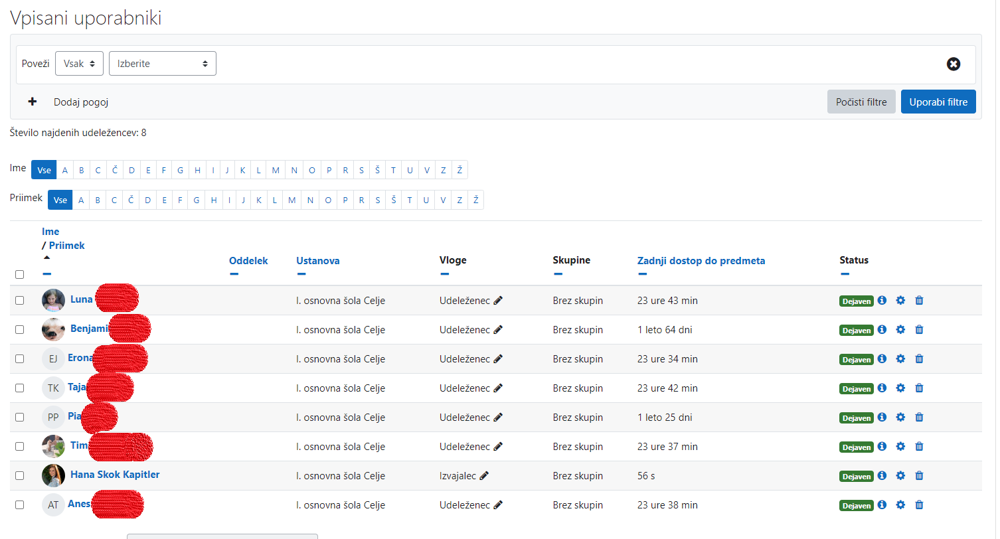 Vpisani uporabniki
Poveži Vsak Izberite
Dodaj pogoj Počisti filtre Uporabi filtre
Število najdenih udeležencev: 8
Ime Vse A B C Č D E F G H I J K L M N O P R S Š T U V Z Ž
Priimek Vse A B C Č D E F G H I J K L M N O P R S Š T U V Z Ž
Ime
/ Priimek
Oddelek Ustanova Vloge Skupine Zadnji dostop do predmeta Status
Luna I. osnovna šola Celje Udeleženec Brez skupin 23 ure 43 min Dejaven
Benjami I. osnovna šola Celje Udeleženec Brez skupin 1 leto 64 dni Dejaven
EJ Erona I. osnovna šola Celje Udeleženec Brez skupin 23 ure 34 min Dejaven
TK Taja I. osnovna šola Celje Udeleženec Brez skupin 23 ure 42 min Dejaven
PP Pia I. osnovna šola Celje Udeleženec Brez skupin 1 leto 25 dni Dejaven
Tim I. osnovna šola Celje Udeleženec Brez skupin 23 ure 37 min Dejaven
Hana Skok Kapitler I. osnovna šola Celje Izvajalec Brez skupin 56 s Dejaven
AT Anes I. osnovna šola Celje Udeleženec Brez skupin 23 ure 38 min Dejaven